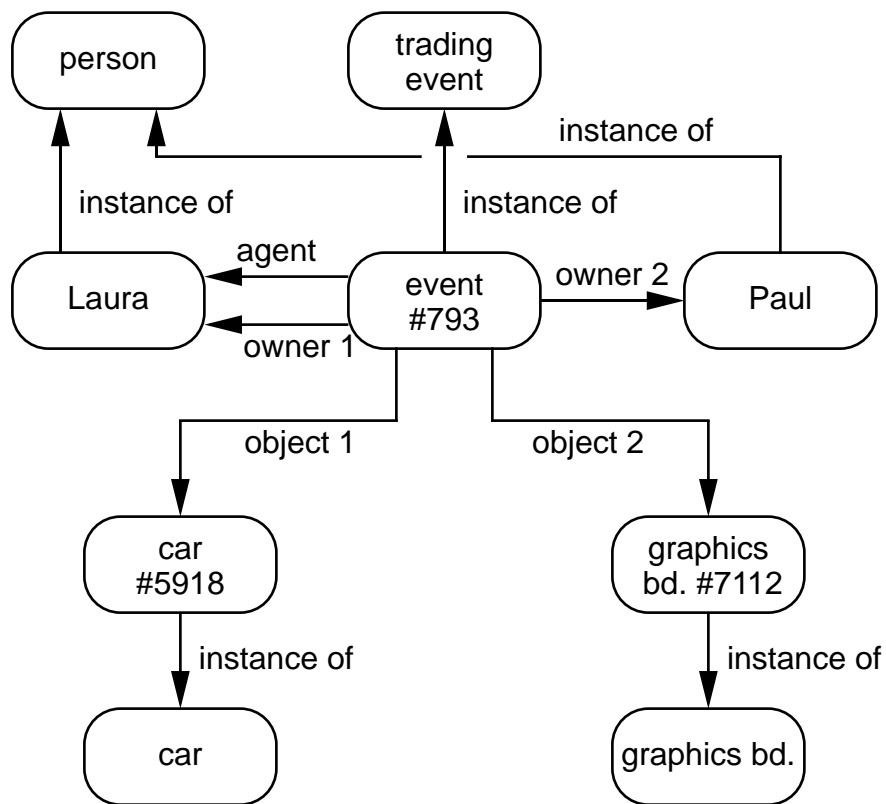 person
trading
event
instance of
instance of
instance of
agent
Laura
event
#793
owner 2
Paul
owner 1
object 1
object 2
car
#5918
graphics
bd. #7112
instance of
instance of
car
graphics bd.